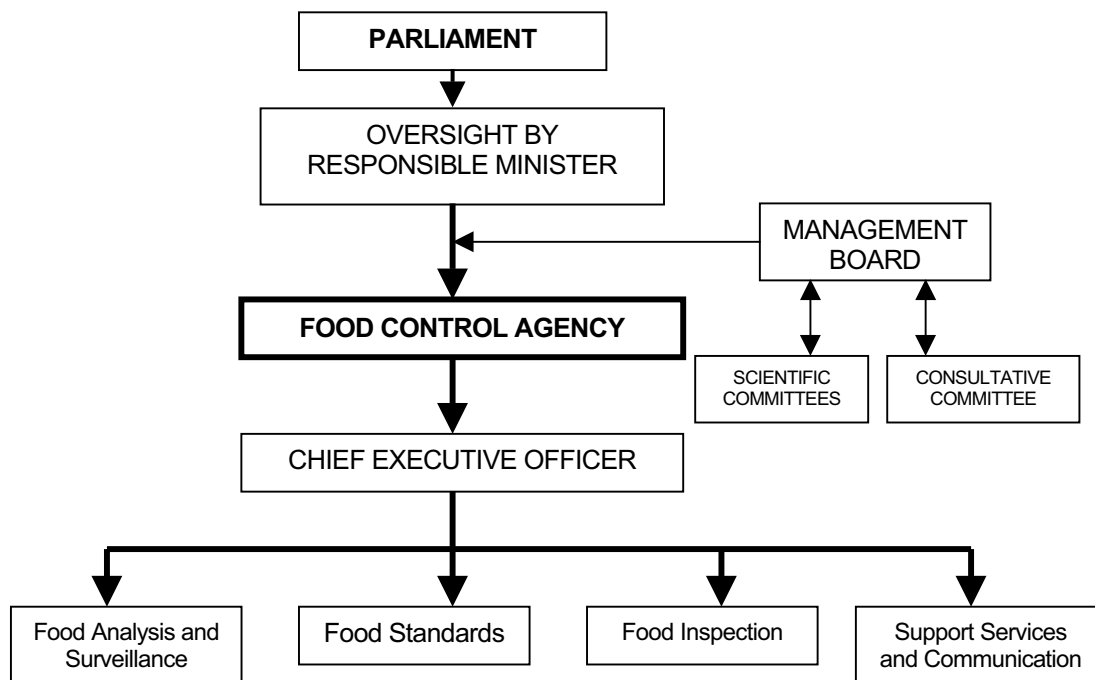 PARLIAMENT
OVERSIGHT BY
RESPONSIBLE MINISTER
MANAGEMENT
BOARD
FOOD CONTROL AGENCY
SCIENTIFIC
COMMITTEES
CONSULTATIVE
COMMITTEE
CHIEF EXECUTIVE OFFICER
Food Analysis and
Surveillance
Food Standards
Food Inspection
Support Services
and Communication